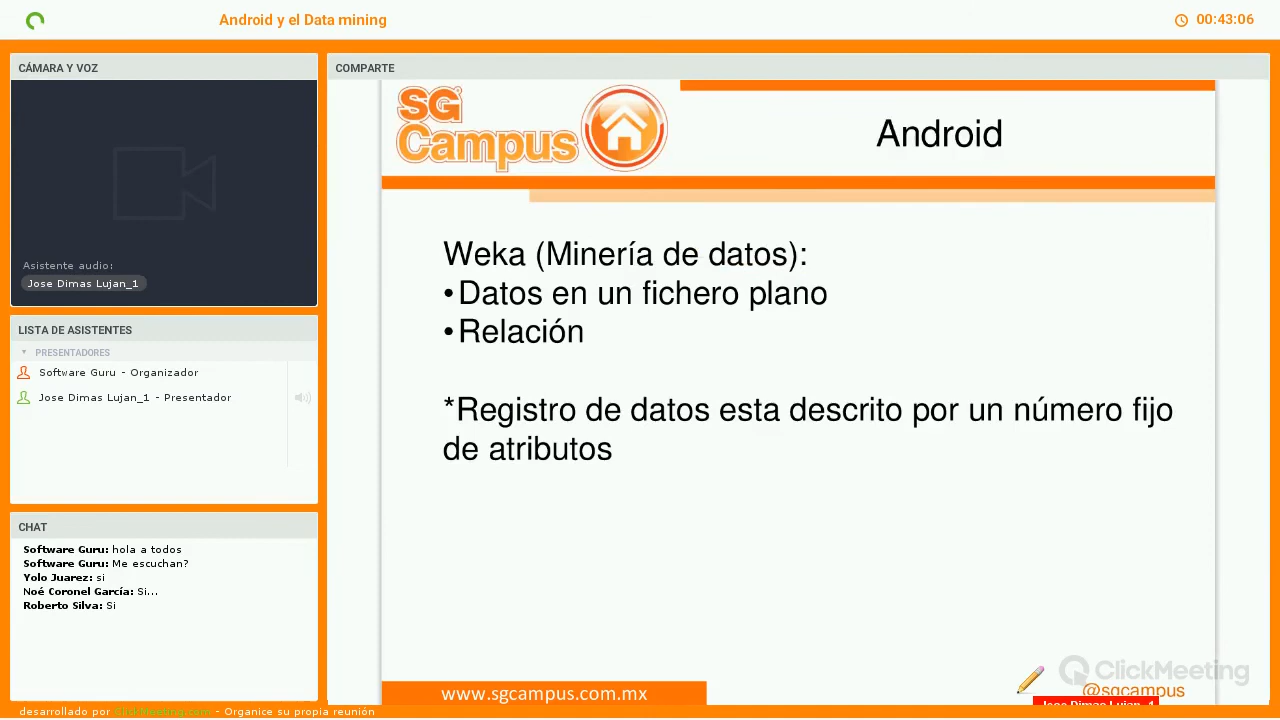 Android y el Data mining
00:43:06
CÁMARA Y VOZ
Asistente audio:
Jose Dimas Lujan_1
LISTA DE ASISTENTES
PRESENTADORES
Software Guru - Organizador
Jose Dimas Lujan_1 - Presentador
CHAT
Software Guru: hola a todos
Software Guru: Me escuchan?
Yolo Juarez: si
Noé Coronel García: Si...
Roberto Silva: Si
COMPARTE
SG
Campus
Android
Weka (Minería de datos):
•Datos en un fichero plano
•Relación
*Registro de datos esta descrito por un número fijo
de atributos
ClickMeeting
www.sgcampus.com.mx
@sgcampus
Jose Dimas Lujan_1
desarrollado por ClickMeeting.com - Organice su propia reunión